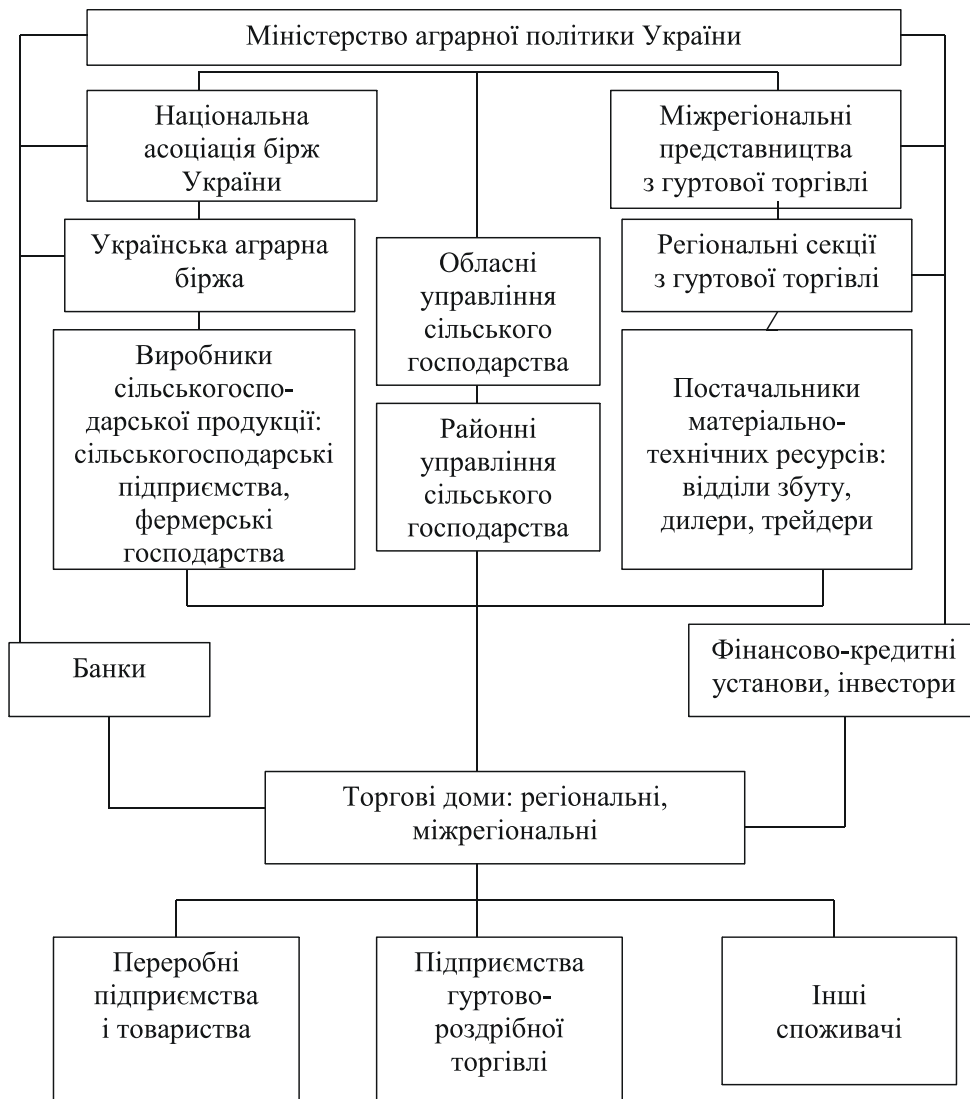 Міністерство аграрної політики України
Національна
асоціація бірж
України
Міжрегіональні
представництва
з гуртової торгівлі
Українська аграрна
біржа
Обласні
управління
сільського
господарства
Регіональні секції
з гуртової торгівлі
Виробники
сільськогоспо-
дарської продукції:
сільськогосподарські
підприємства,
фермерські
господарства
Районні
управління
сільського
господарства
Постачальники
матеріально-
технічних ресурсів:
відділи збуту,
дилери, трейдери
Банки
Фінансово-кредитні
установи, інвестори
Торгові доми: регіональні,
міжрегіональні
Переробні
підприємства
і товариства
Підприємства
гуртово-
роздрібної
торгівлі
Інші
споживачі